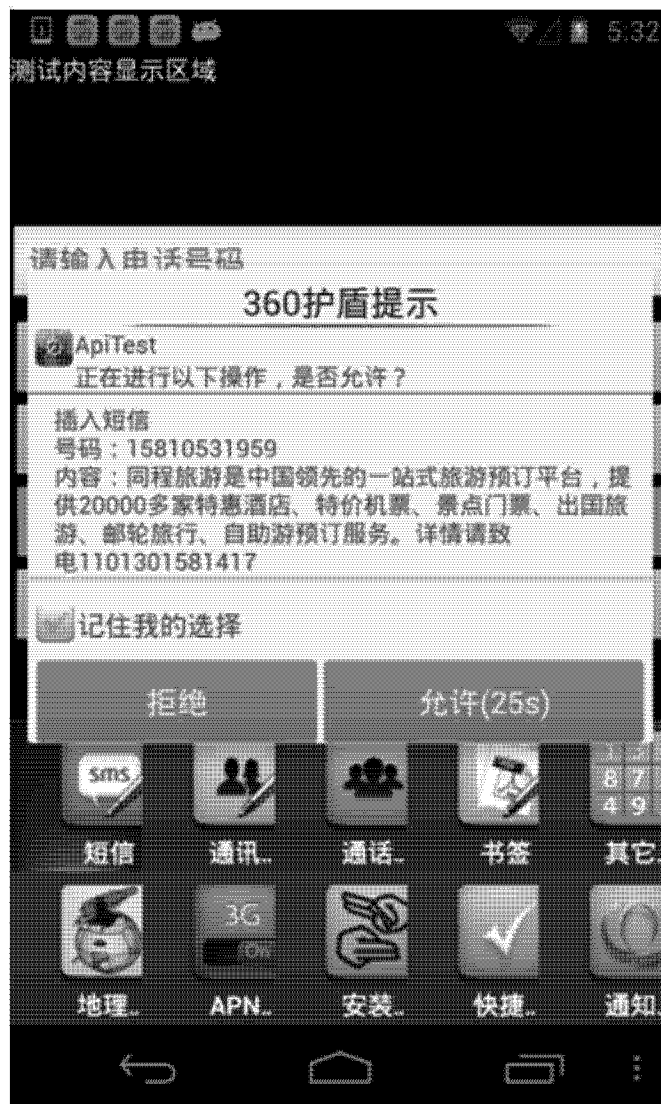 5:32
测试内容显示区域
请输入电话号码
360护盾提示
ApiTest
正在进行以下操作，是否允许？
插入短信
号码：15810531959
内容：同程旅游是中国领先的一站式旅游预订平台，提
供20000多家特惠酒店、特价机票、景点门票、出国旅
游、邮轮旅行、自助游预订服务。详情请致
电1101301581417
记住我的选择
拒绝 允许(25s)
sms
8 7
4 9
短信 通讯.. 通话.. 书签 其它.
3G
On
地理.. APN.. 安装.. 快捷.. 通知.